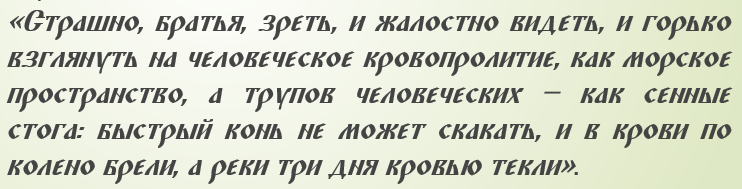 «Страшно, братья, зреть, и жалостно видеть, и горько
взглянуть на человеческое кровопролитие, как морское
пространство, а трупов человеческих – как сенные
стога: быстрый конь не может скакать, и в крови по
колено брели, а реки три дня кровью текли».